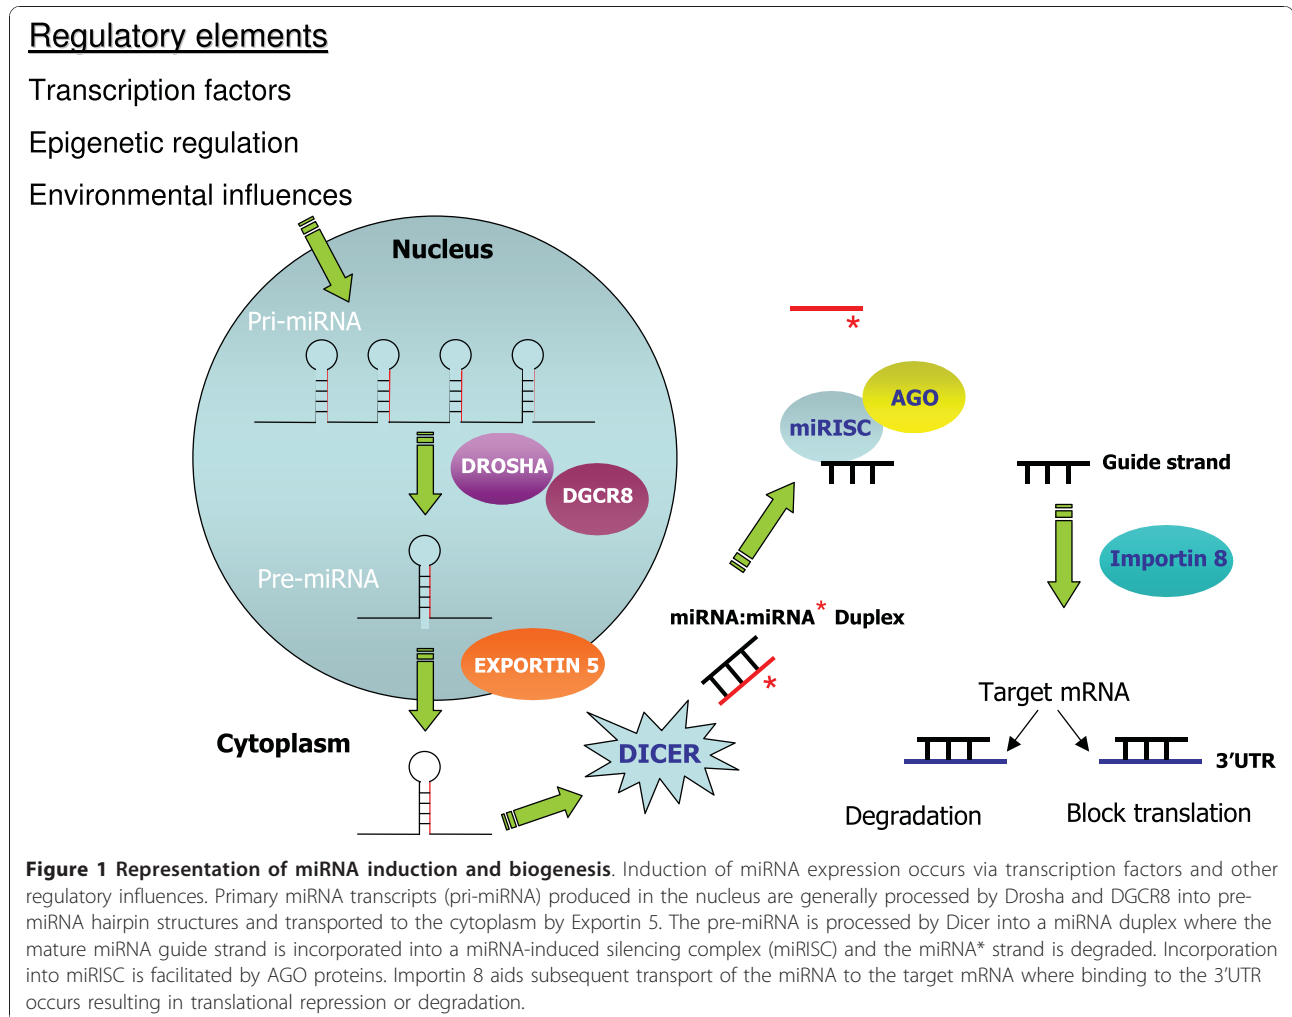 Regulatory elements
Transcription factors
Epigenetic regulation
Environmental influences
Nucleus
Pri-miRNA
DROSHA
DGCR8
Pre-miRNA
EXPORTIN 5
Cytoplasm
DICER
miRNA:miRNA* Duplex
*
*
miRISC
AGO
Guide strand
Importin 8
Target mRNA
3’UTR
Degradation
Block translation
Figure 1 Representation of miRNA induction and biogenesis. Induction of miRNA expression occurs via transcription factors and other
regulatory influences. Primary miRNA transcripts (pri-miRNA) produced in the nucleus are generally processed by Drosha and DGCR8 into pre-
miRNA hairpin structures and transported to the cytoplasm by Exportin 5. The pre-miRNA is processed by Dicer into a miRNA duplex where the
mature miRNA guide strand is incorporated into a miRNA-induced silencing complex (miRISC) and the miRNA* strand is degraded. Incorporation
into miRISC is facilitated by AGO proteins. Importin 8 aids subsequent transport of the miRNA to the target mRNA where binding to the 3’UTR
occurs resulting in translational repression or degradation.